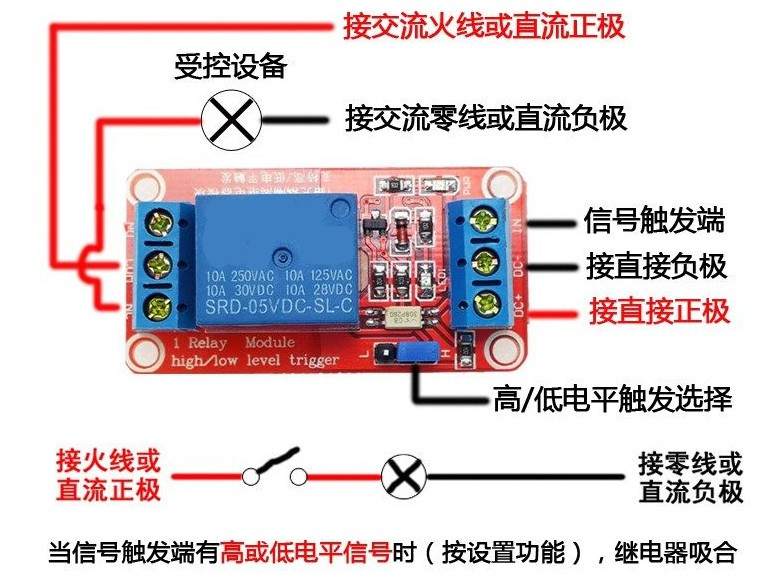 接交流火线或直流正极
受控设备
接交流零线或直流负极
信号触发端
接直接负极
接直接正极
IN
DC-
DC+
PWR
10A 250VAC 10A 125VAC
10A 30VDC 10A 28VDC
SRD-05VDC-SL-C
1 Relay Module
high/low level trigger
L
H
高/低电平触发选择
接火线或
直流正极
接零线或
直流负极
当信号触发端有高或低电平信号时（按设置功能），继电器吸合